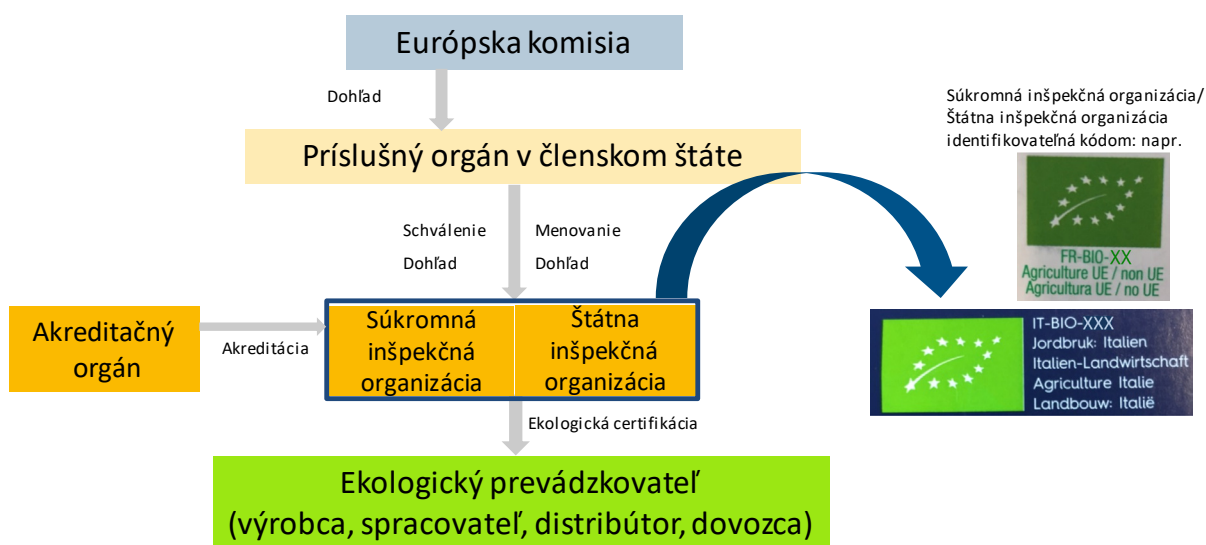 Európska komisia
Dohľad
Príslušný orgán v členskom štáte
Súkromná inšpekčná organizácia/
Štátna inšpekčná organizácia
identifikovateľná kódom: napr.
FR-BIO-XX
Agriculture UE / non UE
Agricultura UE / no UE
Schválenie
Dohľad
Menovanie
Dohľad
Akreditačný
orgán
Akreditácia
Súkromná
inšpekčná
organizácia
Štátna
inšpekčná
organizácia
IT-BIO-XXX
Jordbruk: Italien
Italien-Landwirtschaft
Agriculture Italie
Landbouw: Italië
Ekologická certifikácia
Ekologický prevádzkovateľ
(výrobca, spracovateľ, distribútor, dovozca)